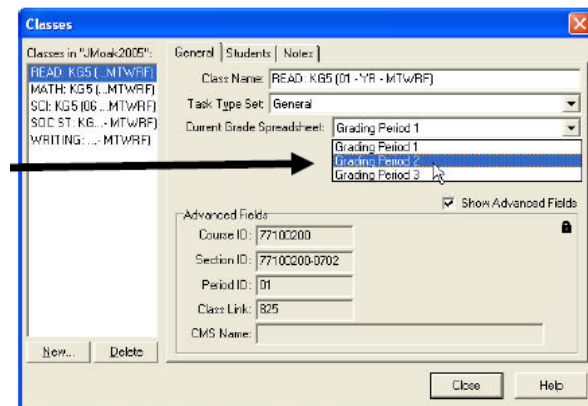 Classes
Classes in "JMoak2005":
READ: KG5 (...MTWRF)
MATH: KG5 (...MTWRF)
SCI: KG5 (06 ...MTWRF)
SOC ST: KG...- MTWRF)
WRITING: ...- MTWRF)
New...
Delete
General
Students
Notes
Class Name: READ: KG5 (01 - YR - MTWRF)
Task Type Set: General
Current Grade Spreadsheet: Grading Period 1
Grading Period 1
Grading Period 2
Grading Period 3
Show Advanced Fields
Advanced Fields
Course ID: 77100200
Section ID: 77100200-0702
Period ID: 01
Class Link: 825
CMS Name:
Close
Help